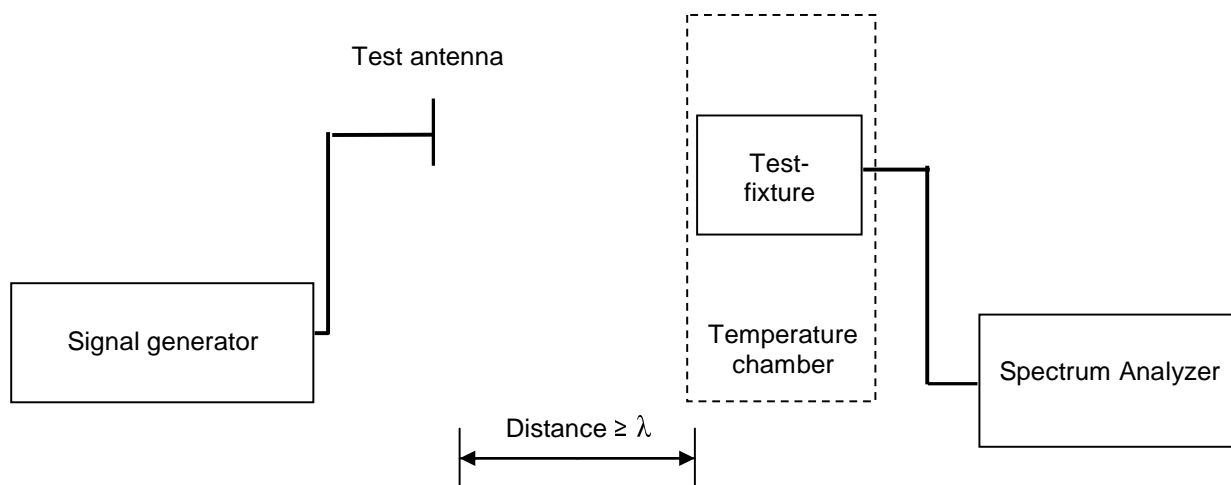 Test antenna
Test-
fixture
Signal generator
Temperature
chamber
Spectrum Analyzer
Distance ≥ λ